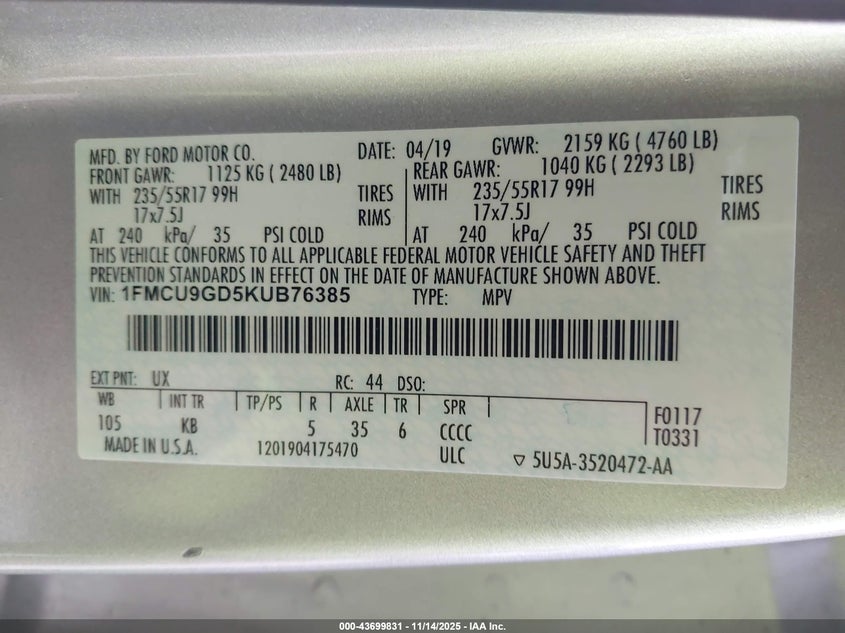 MFD. BY FORD MOTOR CO. DATE: 04/19 GVWR: 2159 KG ( 4760 LB)
FRONT GAWR: 1125 KG ( 2480 LB) REAR GAWR: 1040 KG ( 2293 LB)
WITH 235/55R17 99H TIRES WITH 235/55R17 99H TIRES
17x7.5J RIMS 17x7.5J RIMS
AT 240 kPa/ 35 PSI COLD AT 240 kPa/ 35 PSI COLD
THIS VEHICLE CONFORMS TO ALL APPLICABLE FEDERAL MOTOR VEHICLE SAFETY AND THEFT
PREVENTION STANDARDS IN EFFECT ON THE DATE OF MANUFACTURE SHOWN ABOVE.
VIN: 1FMCU9GD5KUB76385 TYPE: MPV
EXT PNT: UX RC: 44 DSO:
WB INT TR TP/PS R AXLE TR SPR F0117
105 KB 5 35 6 CCCC T0331
MADE IN U.S.A. 1201904175470 ULC ▽ 5U5A-3520472-AA
000-43699831 - 11/14/2025 - IAA Inc.